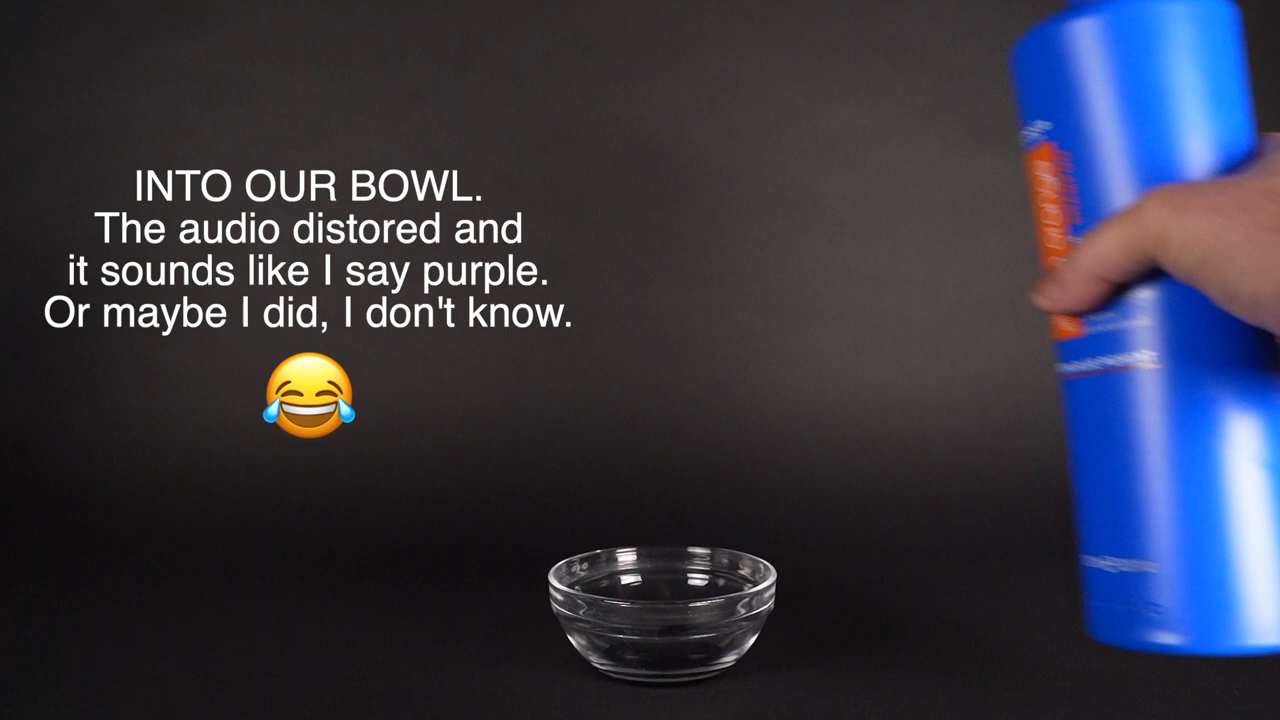 INTO OUR BOWL.
The audio distored and
it sounds like I say purple.
Or maybe I did, I don't know.